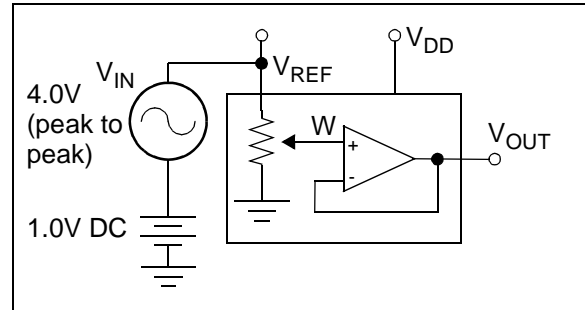 V_REF
V_DD
V_IN
4.0V
(peak to
peak)
W
+
-
V_OUT
1.0V DC